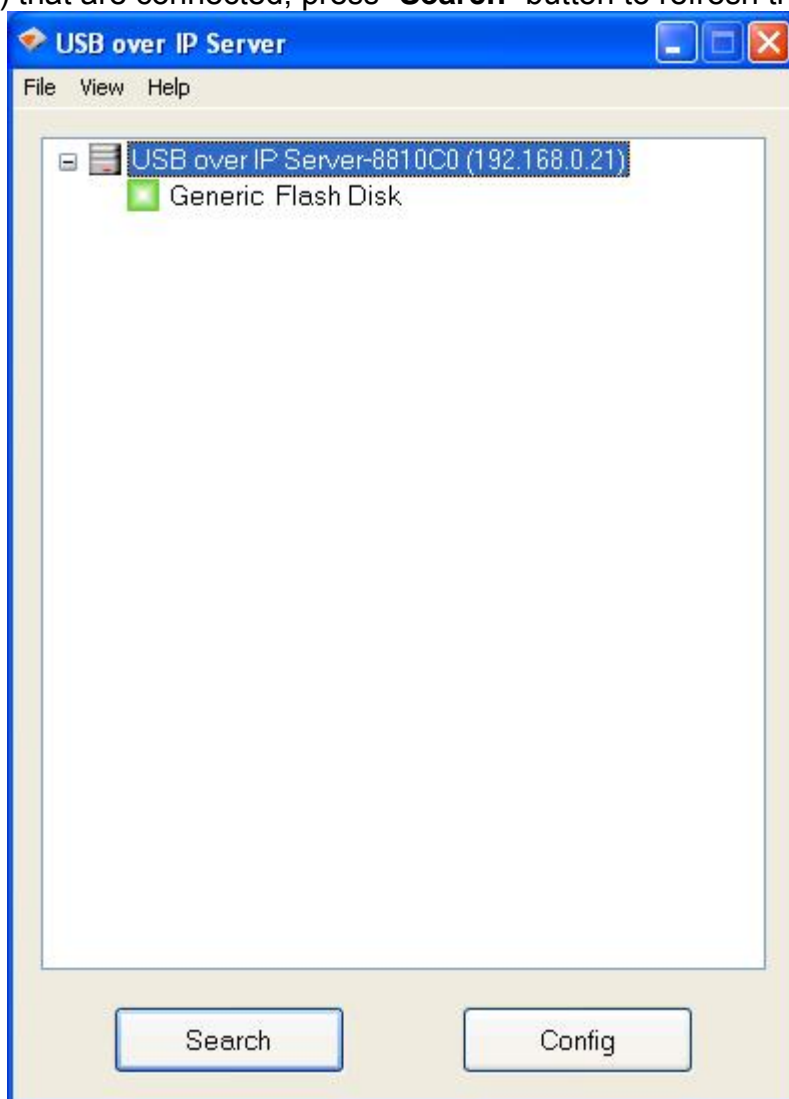 ) that are connected, press "Search" button to refresh th
USB over IP Server
File View Help
USB over IP Server-8810C0 (192.168.0.21)
Generic Flash Disk
Search
Config